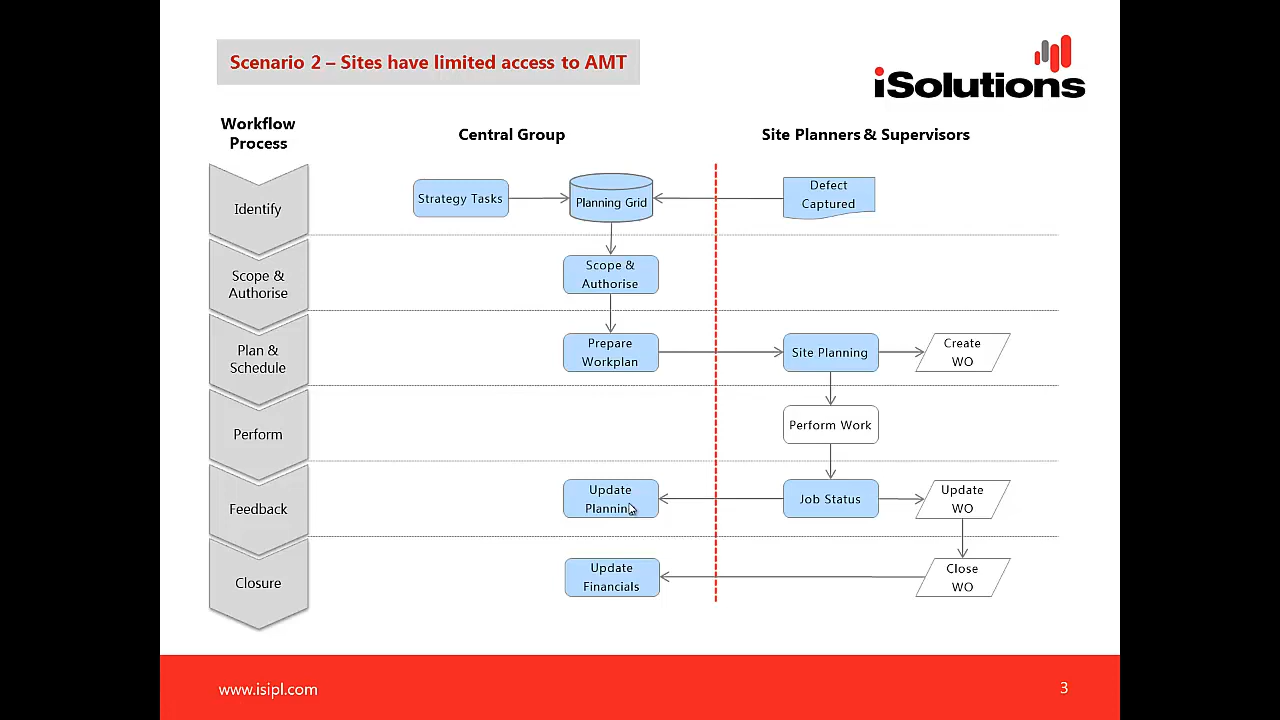 Scenario 2 – Sites have limited access to AMT
iSolutions
Workflow
Process
Central Group
Site Planners & Supervisors
Identify
Strategy Tasks
Planning Grid
Defect
Captured
Scope &
Authorise
Scope &
Authorise
Plan &
Schedule
Prepare
Workplan
Site Planning
Create
WO
Perform
Perform Work
Feedback
Update
Planning
Job Status
Update
WO
Closure
Update
Financials
Close
WO
www.isipl.com
3